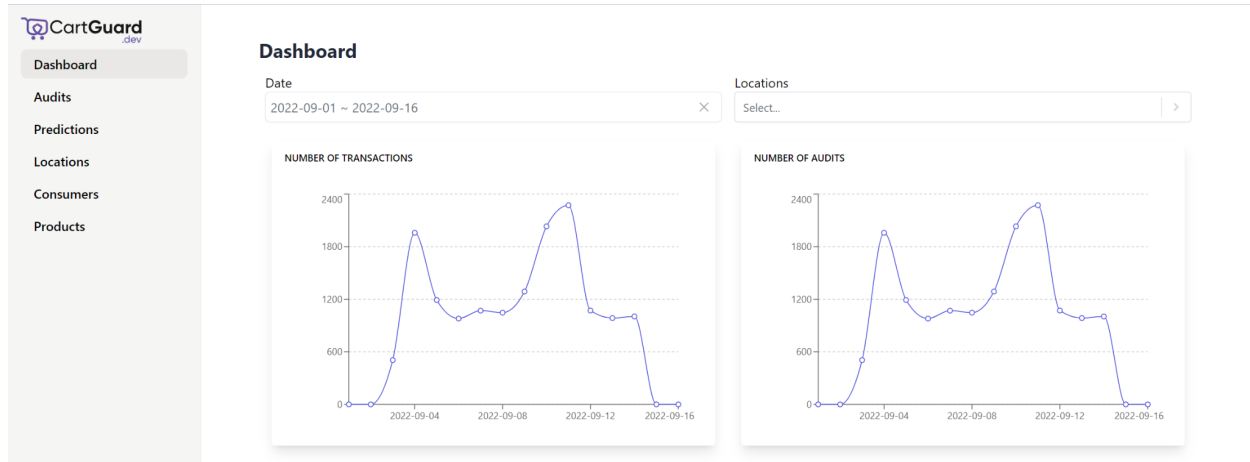 CartGuard
.dev
Dashboard
Audits
Predictions
Locations
Consumers
Products
Dashboard
Date
2022-09-01 ~ 2022-09-16
Locations
Select...
NUMBER OF TRANSACTIONS
2400
1800
1200
600
0
2022-09-04 2022-09-08 2022-09-12 2022-09-16
NUMBER OF AUDITS
2400
1800
1200
600
0
2022-09-04 2022-09-08 2022-09-12 2022-09-16